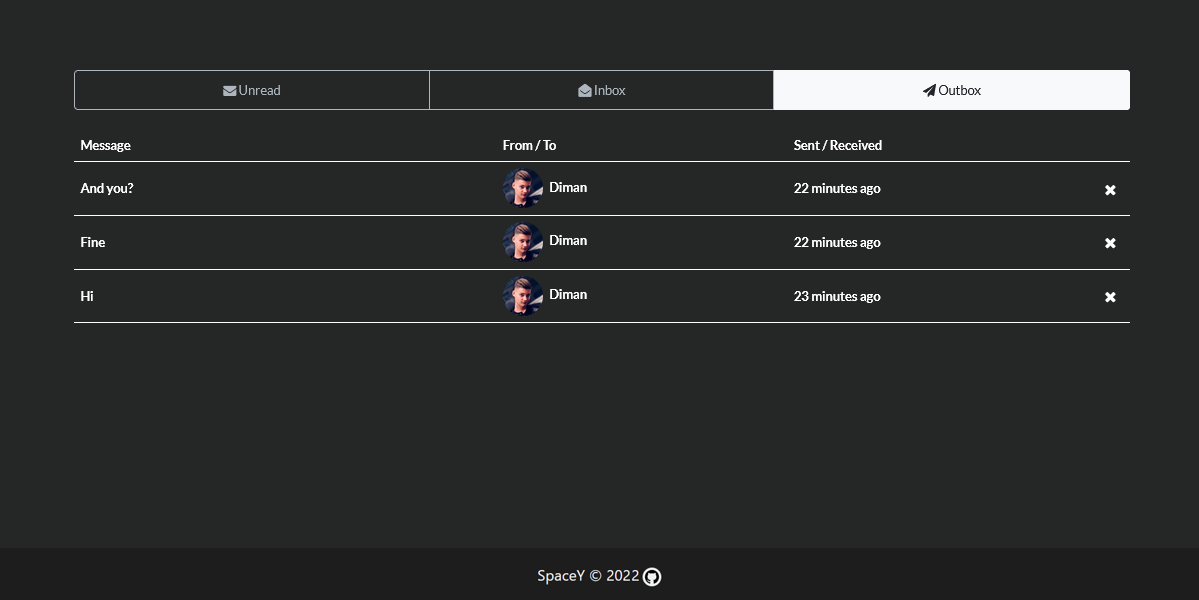 Unread Inbox Outbox
Message From / To Sent / Received
And you? Diman 22 minutes ago
Fine Diman 22 minutes ago
Hi Diman 23 minutes ago
SpaceY © 2022